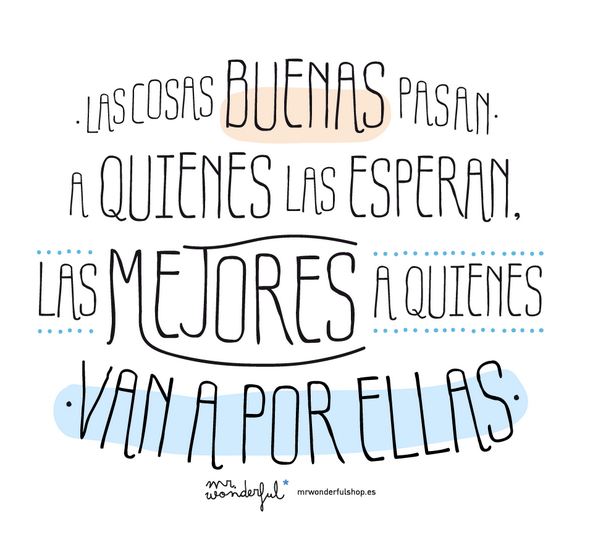 ·LAS COSAS BUENAS PASAN·
A QUIENES LAS ESPERAN,
LAS MEJORES A QUIENES
·VAN A POR ELLAS·
mr. wonderful* mrwonderfulshop.es